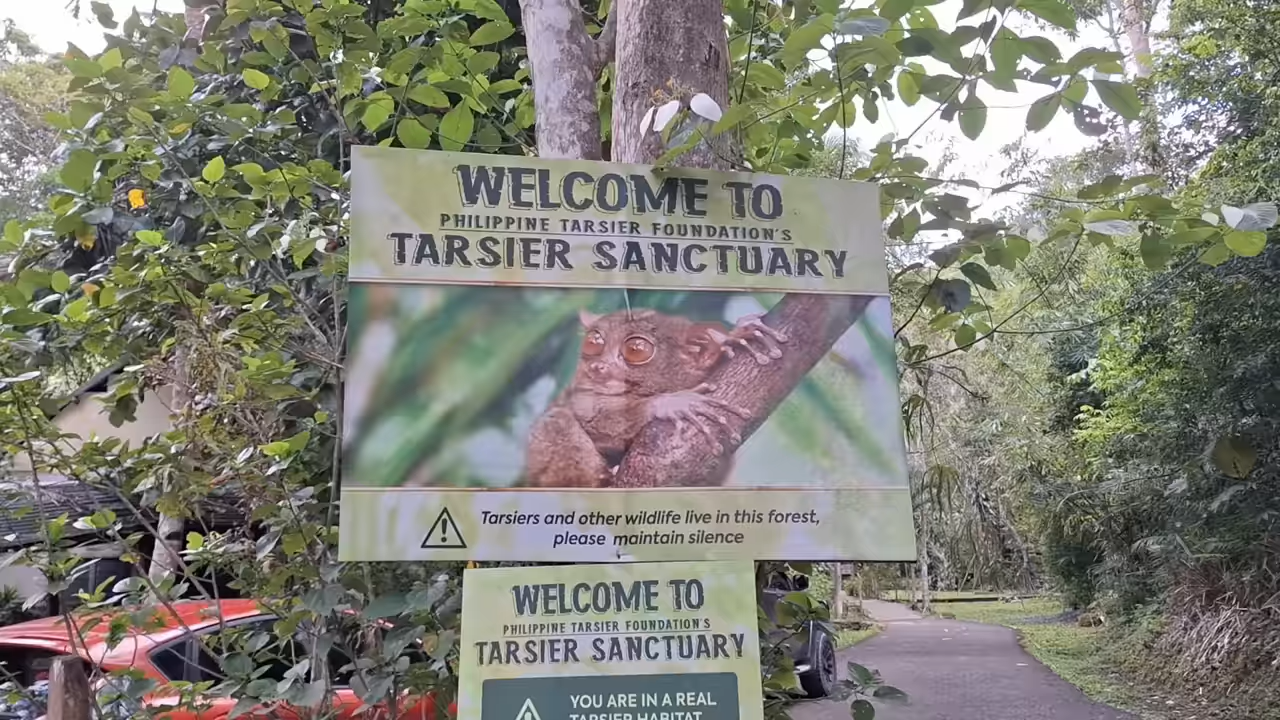 WELCOME TO
PHILIPPINE TARSIER FOUNDATION'S
TARSIER SANCTUARY
Tarsiers and other wildlife live in this forest,
please maintain silence
WELCOME TO
PHILIPPINE TARSIER FOUNDATION'S
TARSIER SANCTUARY
YOU ARE IN A REAL
TARSIER HABITAT